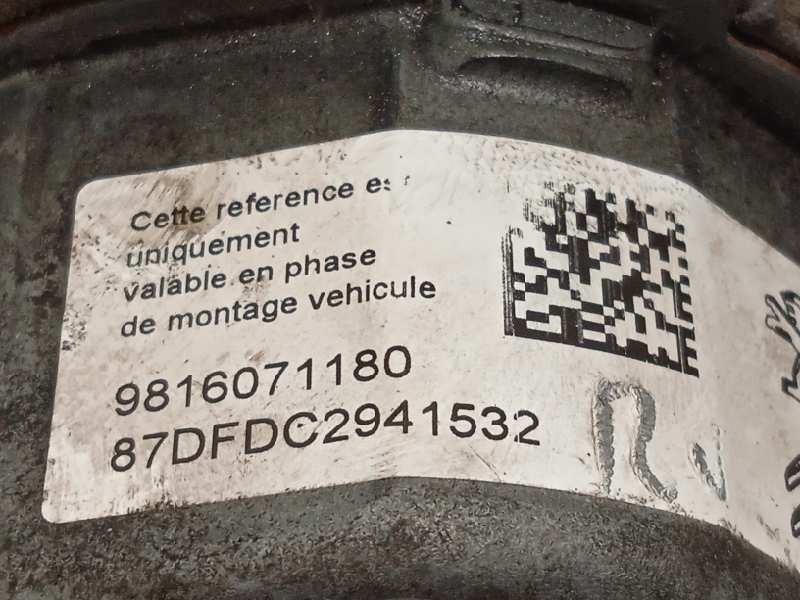 Cette reference es
uniquement
valable en phase
de montage vehicule
9816071180
87DFDC2941532